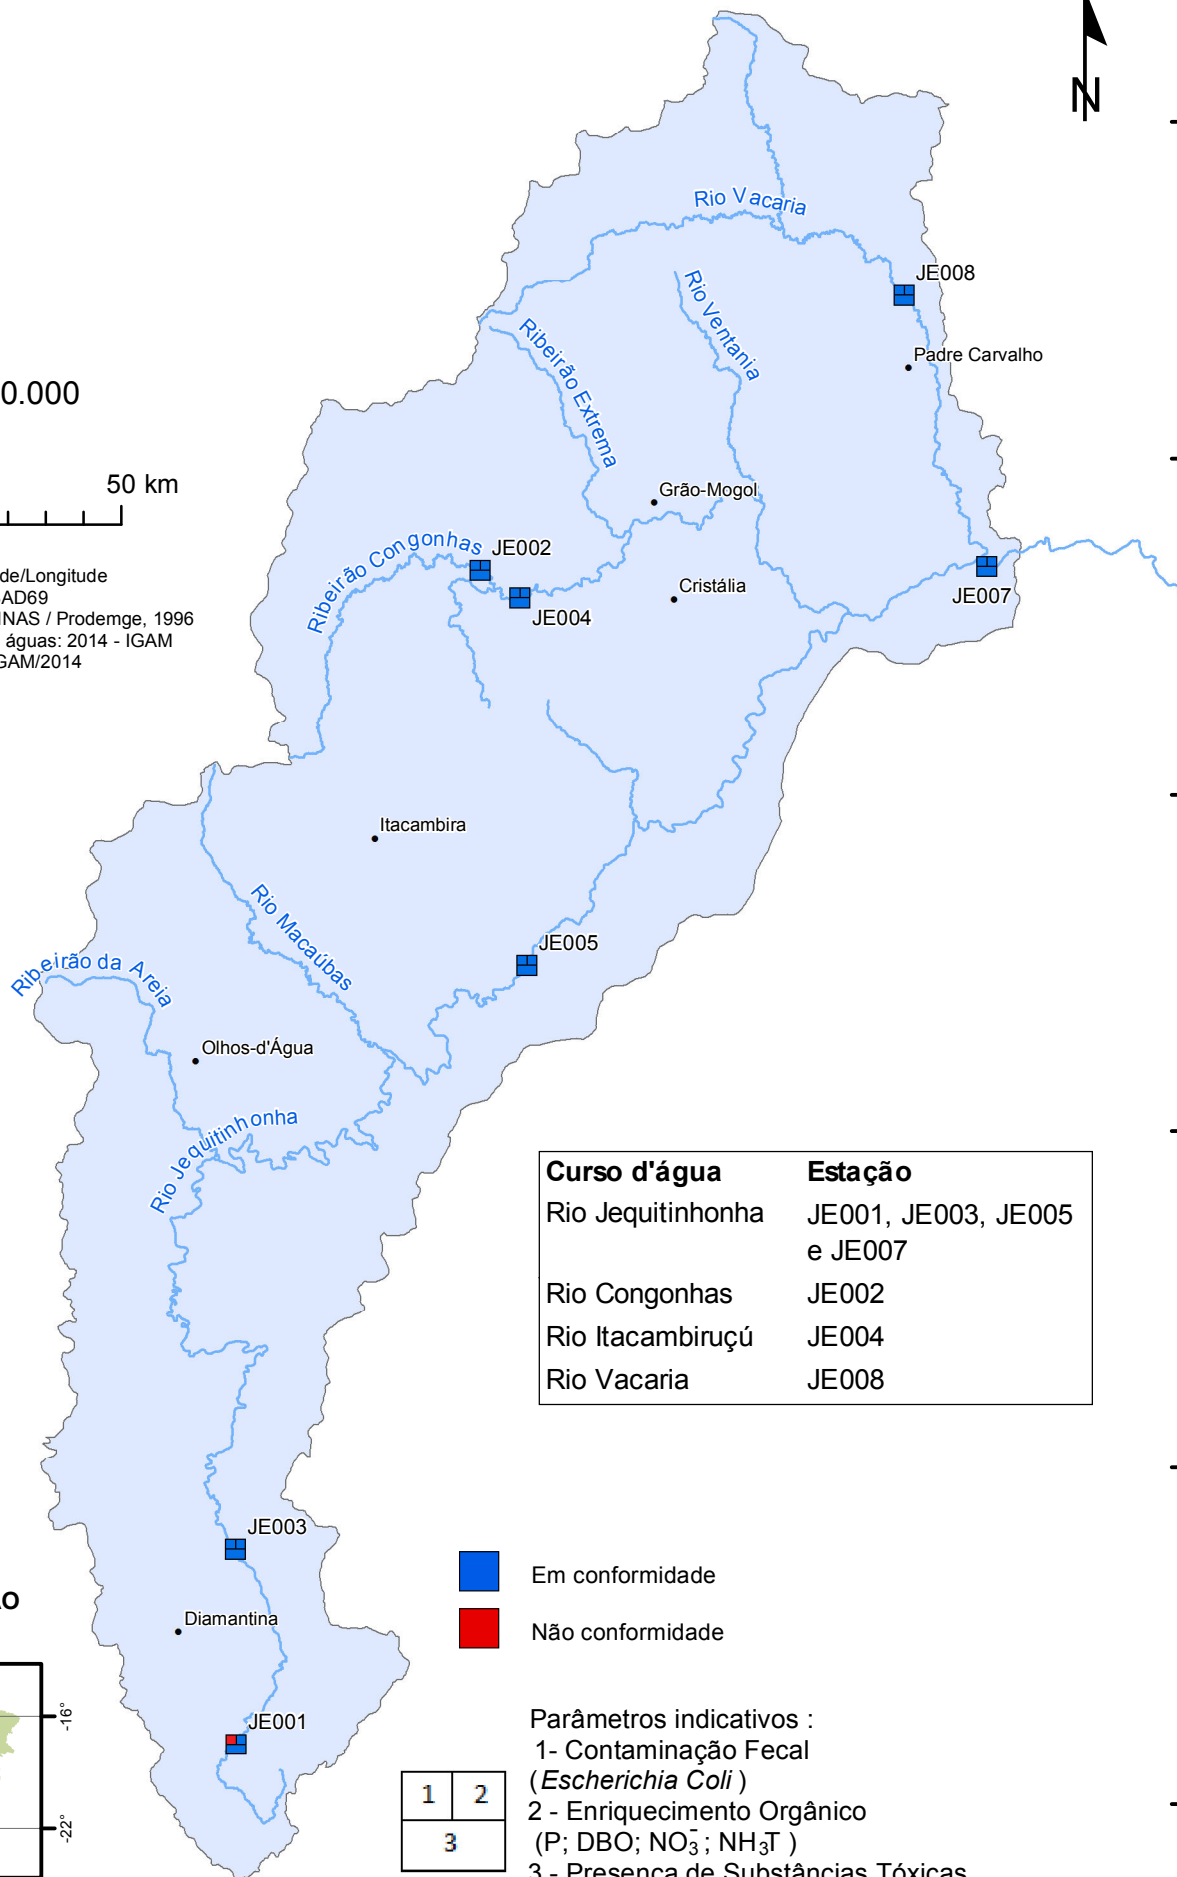 N
Rio Vacaria
JE008
Rio Ventania
Ribeirão Extrema
Padre Carvalho
0.000
50 km
Grão-Mogol
Ribeirão Congonhas
JE002
de/Longitude
AD69
INAS / Prodemge, 1996
águas: 2014 - IGAM
GAM/2014
Cristália
JE007
JE004
Itacambira
Rio Macaúbas
JE005
Ribeirão da Areia
Olhos-d'Água
Rio Jequitinhonha
Curso d'água Estação
Rio Jequitinhonha JE001, JE003, JE005
e JE007
Rio Congonhas JE002
Rio Itacambiruçú JE004
Rio Vacaria JE008
JE003
Em conformidade
Diamantina
Não conformidade
-16°
JE001
-22°
Parâmetros indicativos :
1- Contaminação Fecal
(Escherichia Coli )
2 - Enriquecimento Orgânico
(P; DBO; NO₃⁻; NH₃T )
3 - Presença de Substâncias Tóxicas
1 2
3